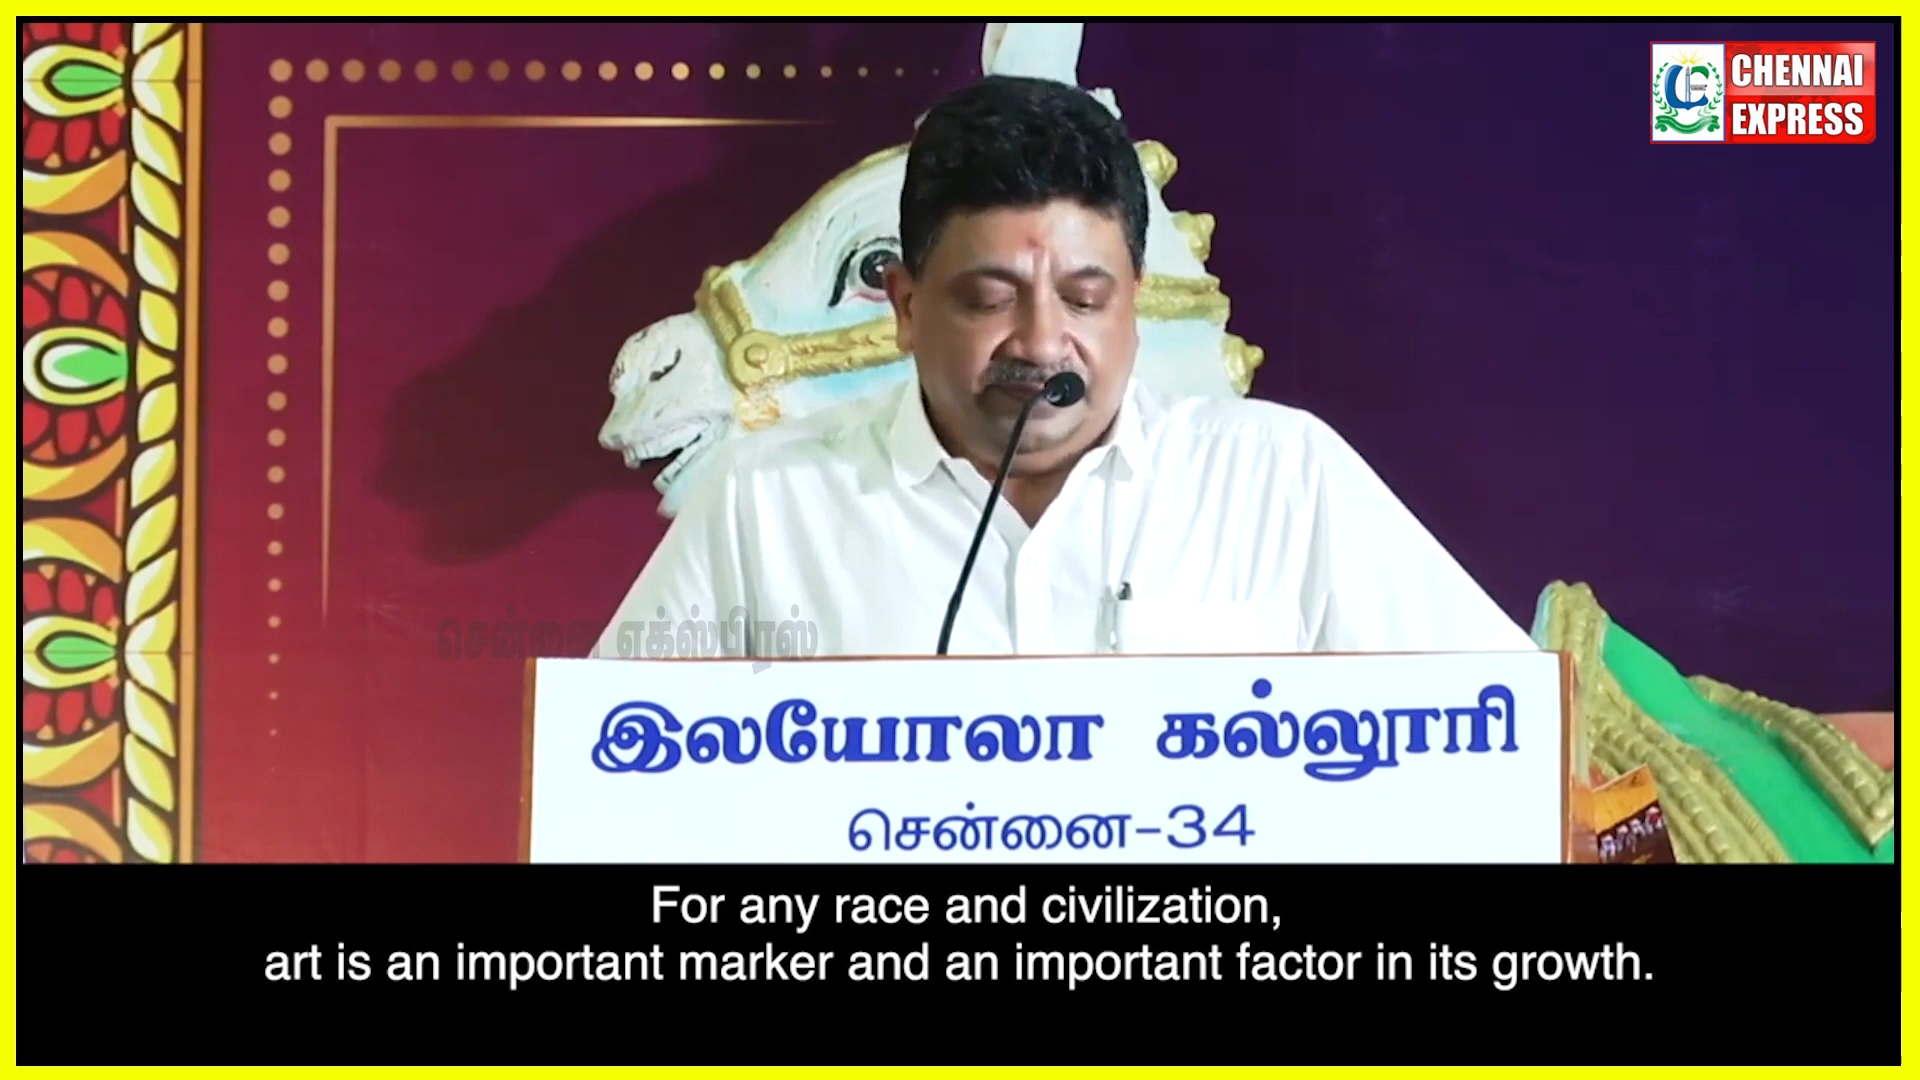 CHENNAI
EXPRESS
சென்னை எக்ஸ்பிரஸ்
இலயோலா கல்லூரி
சென்னை-34
For any race and civilization,
art is an important marker and an important factor in its growth.